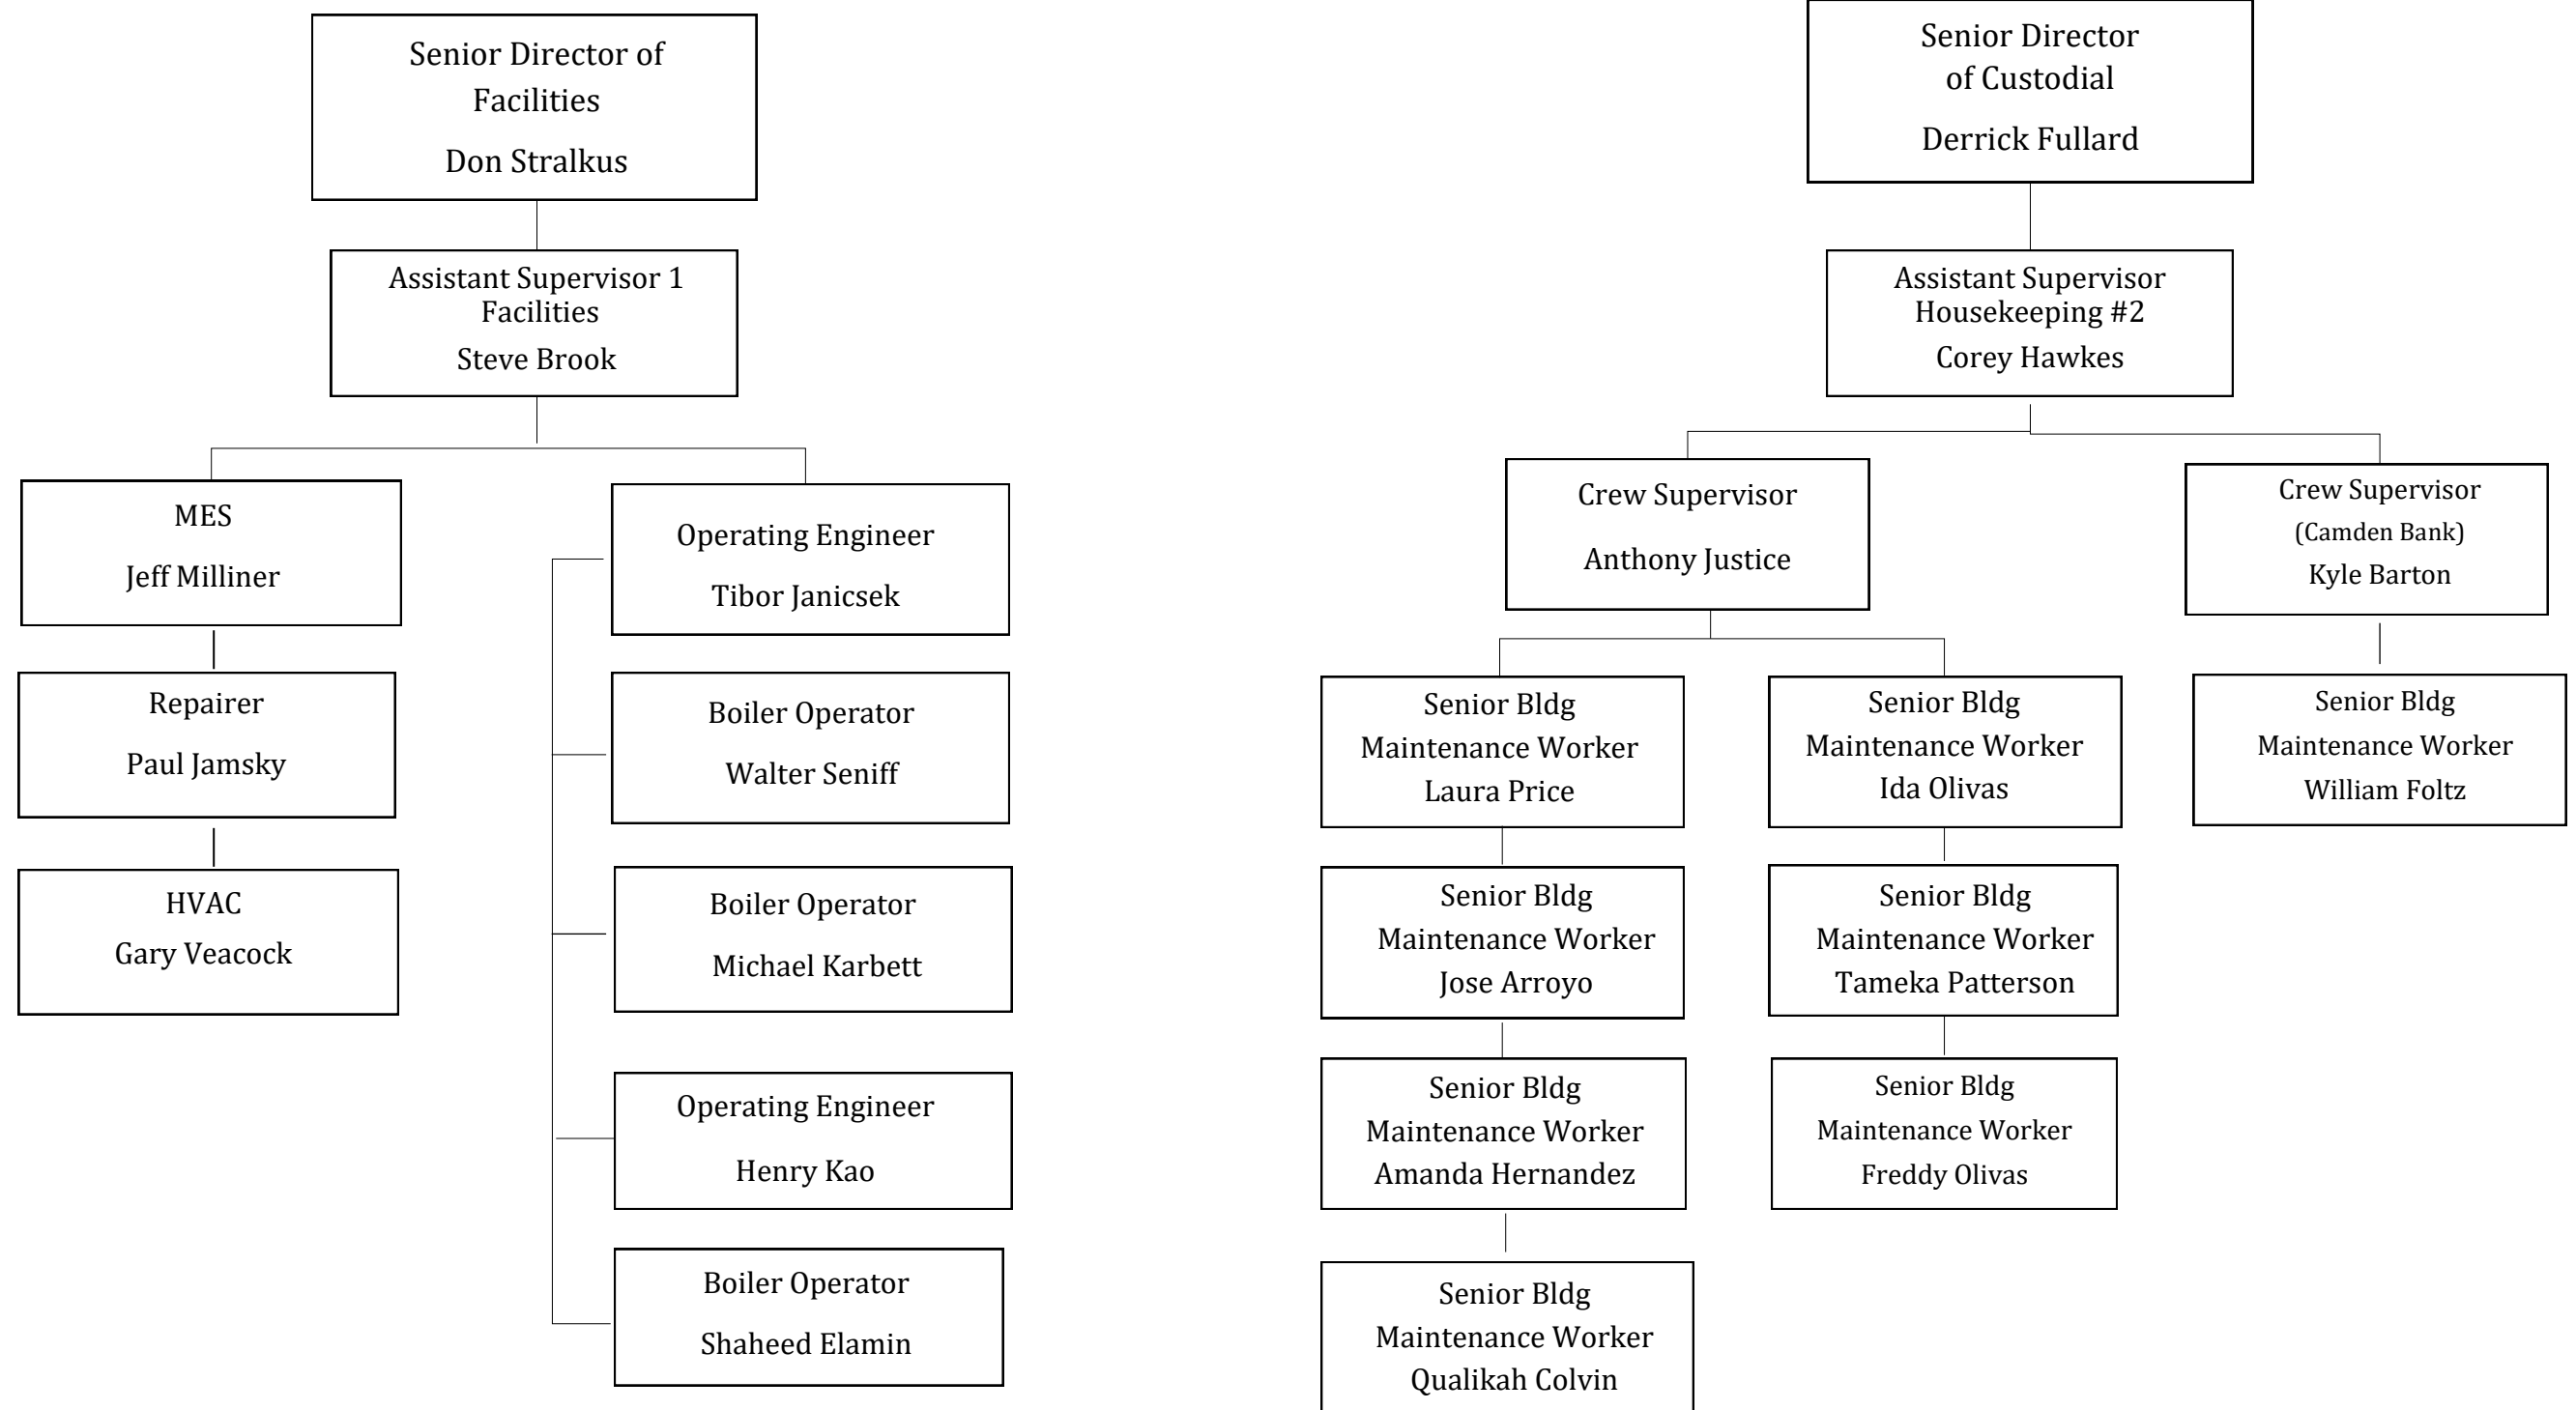 Senior Director of
Facilities
Don Stralkus
Assistant Supervisor 1
Facilities
Steve Brook
MES
Jeff Milliner
Repairer
Paul Jamsky
HVAC
Gary Veacock
Operating Engineer
Tibor Janicsek
Boiler Operator
Walter Seniff
Boiler Operator
Michael Karbett
Operating Engineer
Henry Kao
Boiler Operator
Shaheed Elamin
Senior Director
of Custodial
Derrick Fullard
Assistant Supervisor
Housekeeping #2
Corey Hawkes
Crew Supervisor
Anthony Justice
Crew Supervisor
(Camden Bank)
Kyle Barton
Senior Bldg
Maintenance Worker
Laura Price
Senior Bldg
Maintenance Worker
Jose Arroyo
Senior Bldg
Maintenance Worker
Amanda Hernandez
Senior Bldg
Maintenance Worker
Qualikah Colvin
Senior Bldg
Maintenance Worker
Ida Olivas
Senior Bldg
Maintenance Worker
Tameka Patterson
Senior Bldg
Maintenance Worker
Freddy Olivas
Senior Bldg
Maintenance Worker
William Foltz